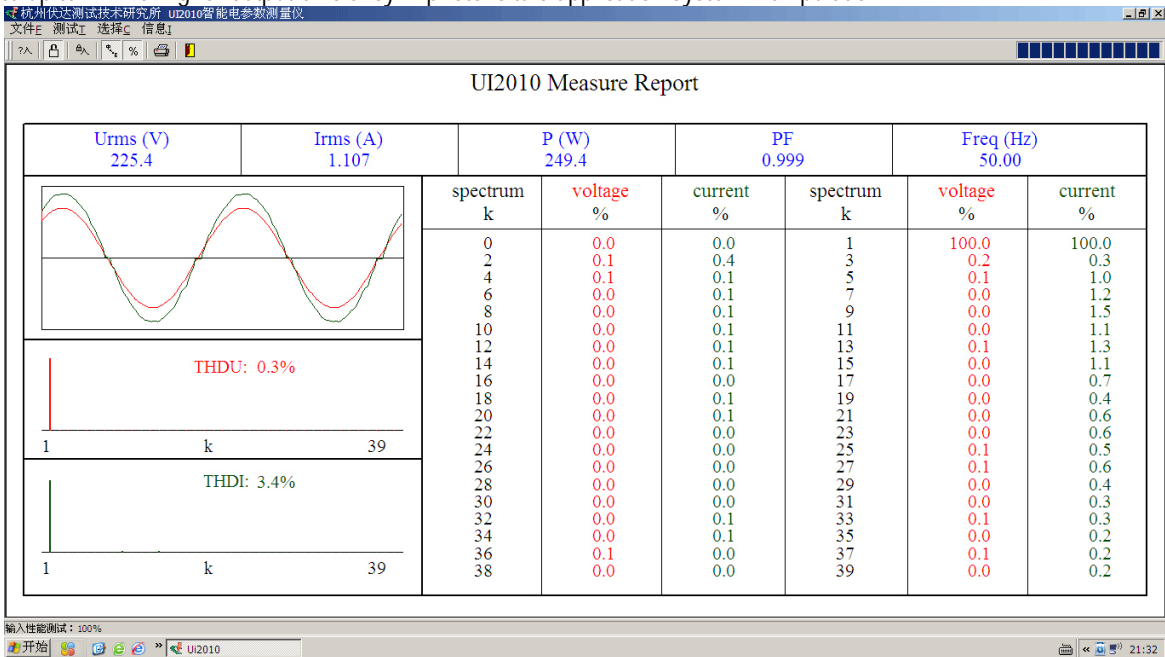 杭州伏达测试技术研究所 UI2010智能电参数测量仪
文件F 测试T 选择C 信息I
?
%
UI2010 Measure Report
Urms (V) Irms (A) P (W) PF Freq (Hz)
225.4 1.107 249.4 0.999 50.00
spectrum voltage current spectrum voltage current
k % % k % %
0 0.0 0.0 1 100.0 100.0
2 0.1 0.4 3 0.2 0.3
4 0.1 0.1 5 0.1 1.0
6 0.0 0.1 7 0.0 1.2
8 0.0 0.1 9 0.0 1.5
10 0.0 0.1 11 0.0 1.1
12 0.0 0.1 13 0.1 1.3
14 0.0 0.1 15 0.0 1.1
16 0.0 0.0 17 0.0 0.7
18 0.0 0.1 19 0.0 0.4
20 0.0 0.1 21 0.0 0.6
22 0.0 0.0 23 0.0 0.6
24 0.0 0.0 25 0.1 0.5
26 0.0 0.0 27 0.1 0.6
28 0.0 0.0 29 0.0 0.4
30 0.0 0.0 31 0.0 0.3
32 0.0 0.1 33 0.1 0.3
34 0.0 0.1 35 0.0 0.2
36 0.1 0.0 37 0.1 0.2
38 0.0 0.0 39 0.0 0.2
THDU: 0.3%
1 k 39
THDI: 3.4%
1 k 39
输入性能测试：100%
开始 Ui2010 21:32